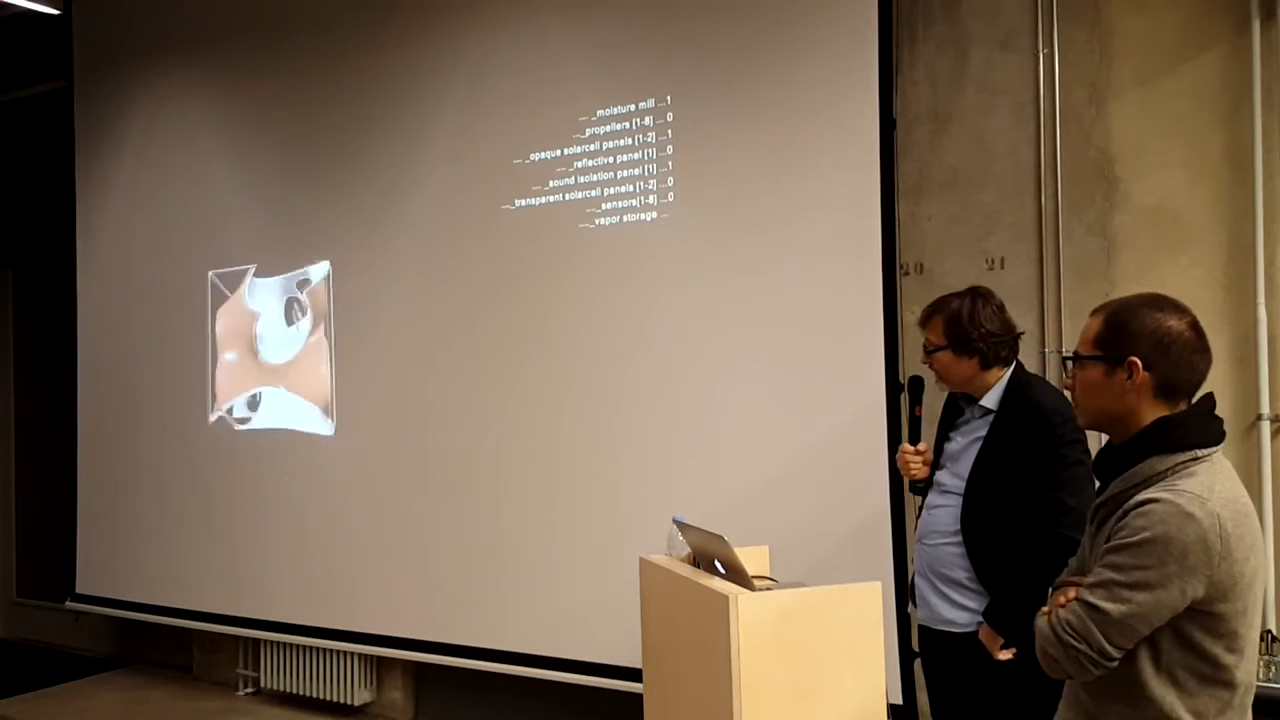 .... _moisture mill ...1
...._propellers [1-8] ... 0
.... _opaque solarcell panels [1-2] ...1
.... _reflective panel [1] ...0
.... _sound isolation panel [1] ...1
...._transparent solarcell panels [1-2] ...0
...._sensors[1-8] ...0
...._vapor storage ...
20 21